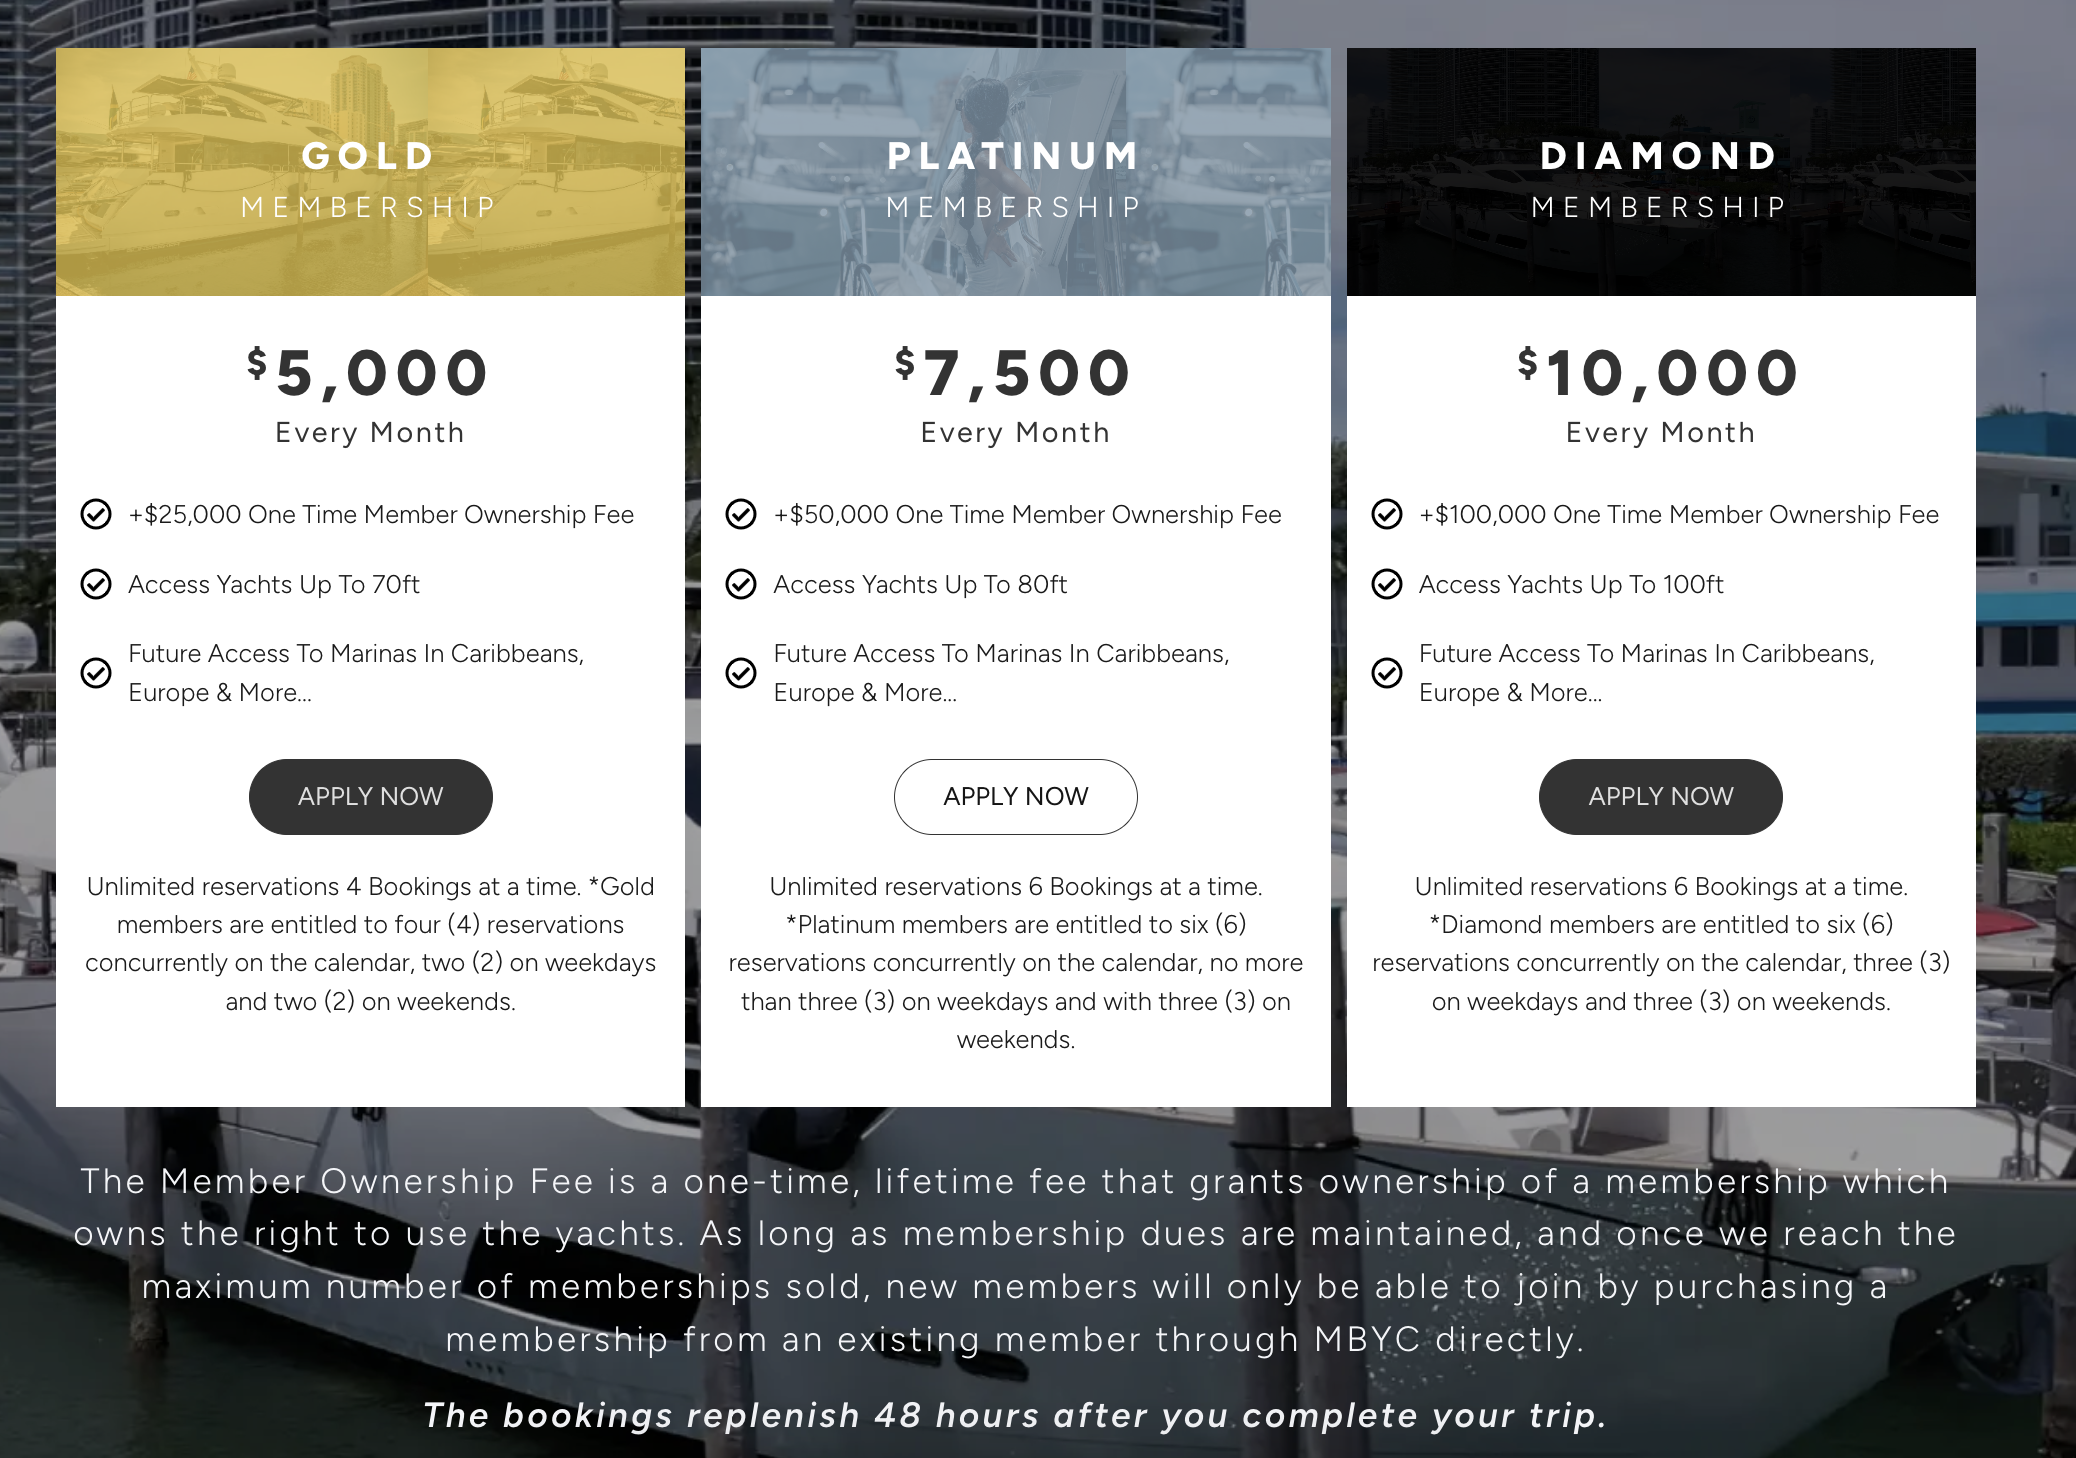 GOLD
MEMBERSHIP
$5,000
Every Month
+$25,000 One Time Member Ownership Fee
Access Yachts Up To 70ft
Future Access To Marinas In Caribbeans,
Europe & More...
APPLY NOW
Unlimited reservations 4 Bookings at a time. *Gold
members are entitled to four (4) reservations
concurrently on the calendar, two (2) on weekdays
and two (2) on weekends.
PLATINUM
MEMBERSHIP
$7,500
Every Month
+$50,000 One Time Member Ownership Fee
Access Yachts Up To 80ft
Future Access To Marinas In Caribbeans,
Europe & More...
APPLY NOW
Unlimited reservations 6 Bookings at a time.
*Platinum members are entitled to six (6)
reservations concurrently on the calendar, no more
than three (3) on weekdays and with three (3) on
weekends.
DIAMOND
MEMBERSHIP
$10,000
Every Month
+$100,000 One Time Member Ownership Fee
Access Yachts Up To 100ft
Future Access To Marinas In Caribbeans,
Europe & More...
APPLY NOW
Unlimited reservations 6 Bookings at a time.
*Diamond members are entitled to six (6)
reservations concurrently on the calendar, three (3)
on weekdays and three (3) on weekends.
The Member Ownership Fee is a one-time, lifetime fee that grants ownership of a membership which
owns the right to use the yachts. As long as membership dues are maintained, and once we reach the
maximum number of memberships sold, new members will only be able to join by purchasing a
membership from an existing member through MBYC directly.
The bookings replenish 48 hours after you complete your trip.